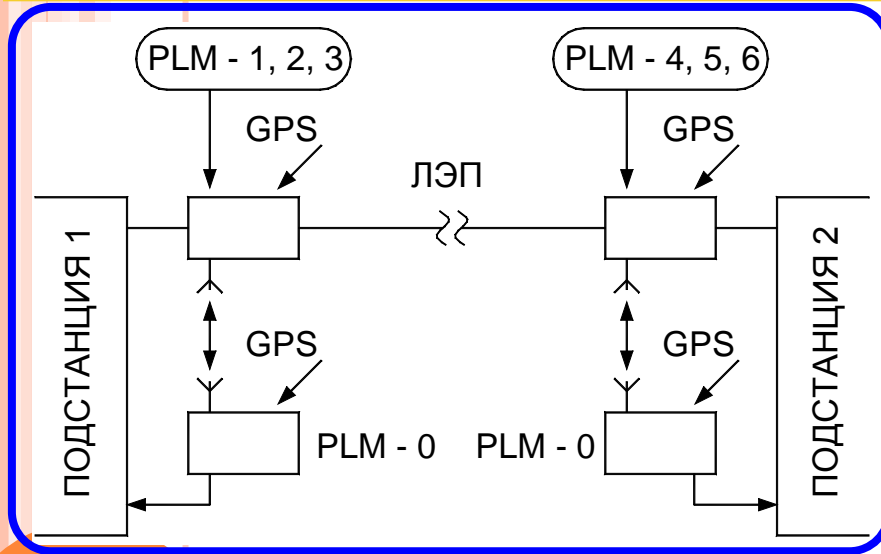 PLM - 1, 2, 3
PLM - 4, 5, 6
GPS
GPS
ЛЭП
ПОДСТАНЦИЯ 1
ПОДСТАНЦИЯ 2
GPS
GPS
PLM - 0
PLM - 0